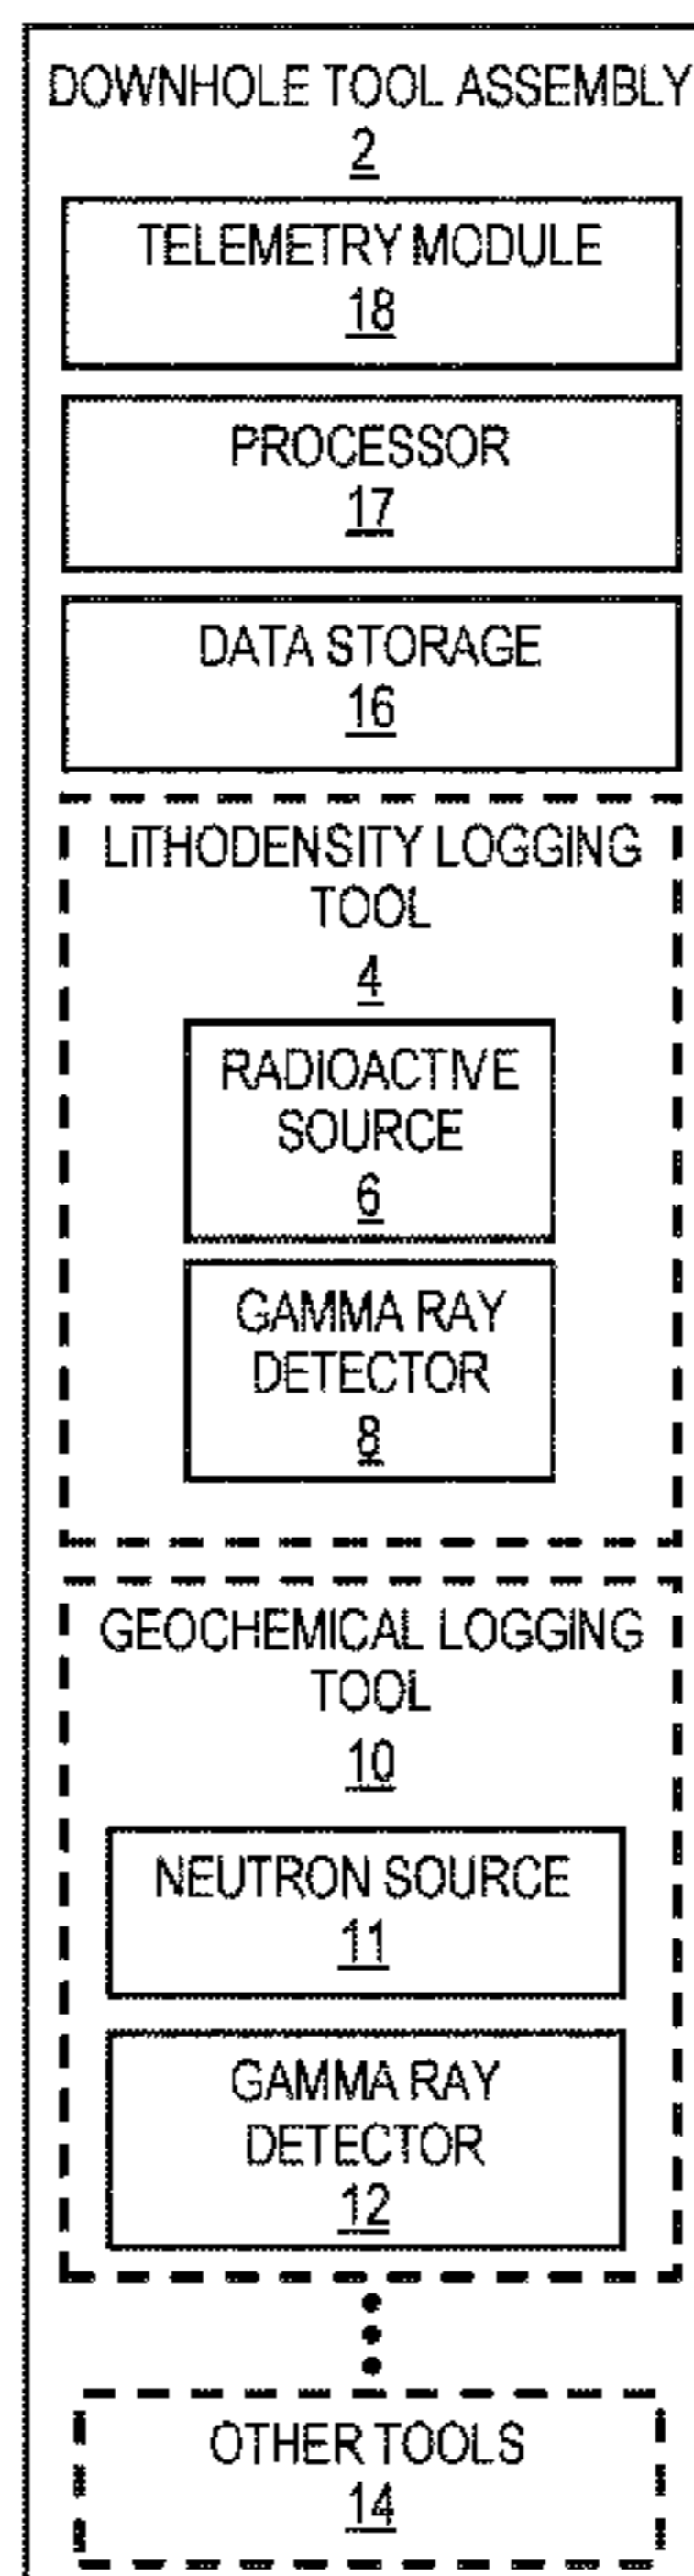 DOWNHOLE TOOL ASSEMBLY
2
TELEMETRY MODULE
18
PROCESSOR
17
DATA STORAGE
16
LITHODENSITY LOGGING
TOOL
4
RADIOACTIVE
SOURCE
6
GAMMA RAY
DETECTOR
8
GEOCHEMICAL LOGGING
TOOL
10
NEUTRON SOURCE
11
GAMMA RAY
DETECTOR
12
OTHER TOOLS
14